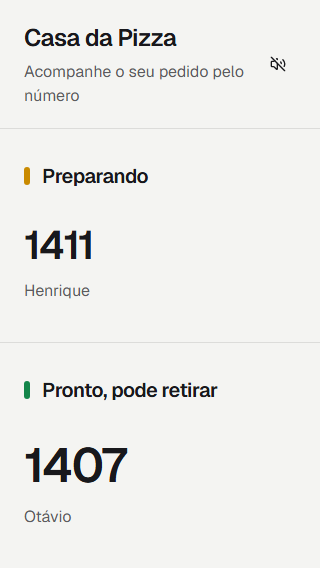 Casa da Pizza
Acompanhe o seu pedido pelo
número
Preparando
1411
Henrique
Pronto, pode retirar
1407
Otávio